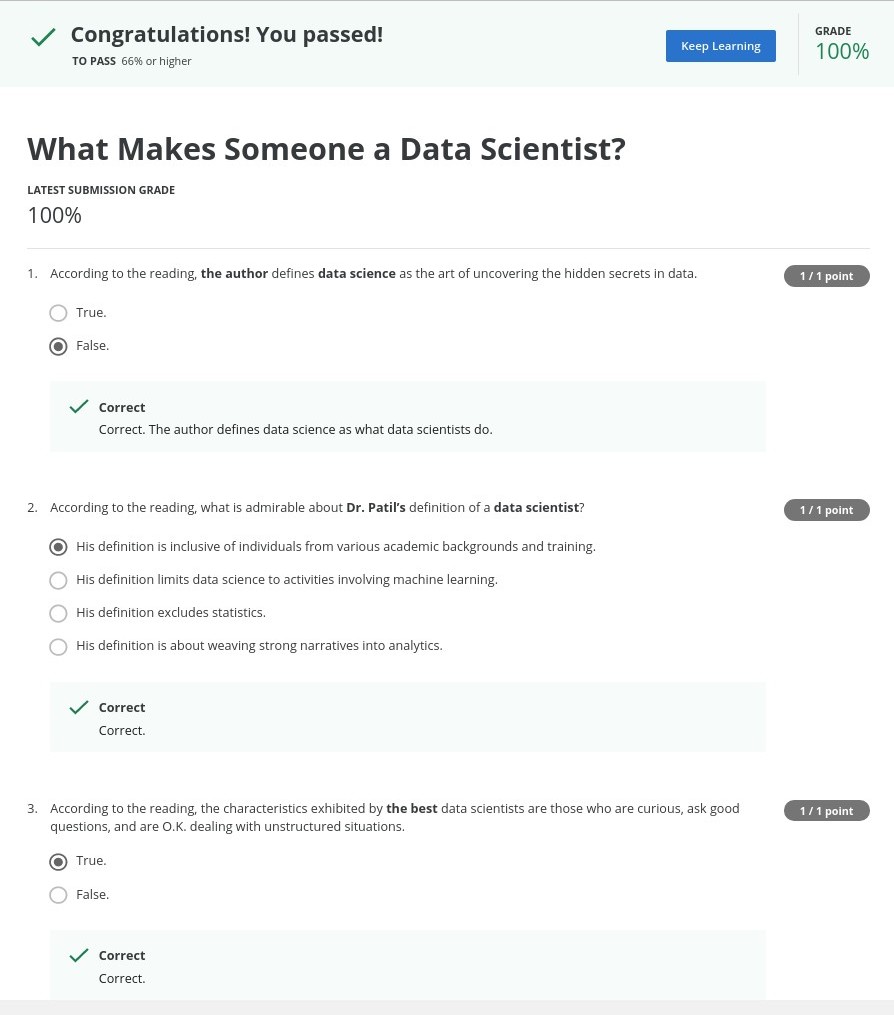 Congratulations! You passed!
TO PASS 66% or higher
Keep Learning
GRADE
100%
What Makes Someone a Data Scientist?
LATEST SUBMISSION GRADE
100%
1. According to the reading, the author defines data science as the art of uncovering the hidden secrets in data.
1 / 1 point
True.
False.
Correct
Correct. The author defines data science as what data scientists do.
2. According to the reading, what is admirable about Dr. Patil’s definition of a data scientist?
1 / 1 point
His definition is inclusive of individuals from various academic backgrounds and training.
His definition limits data science to activities involving machine learning.
His definition excludes statistics.
His definition is about weaving strong narratives into analytics.
Correct
Correct.
3. According to the reading, the characteristics exhibited by the best data scientists are those who are curious, ask good
questions, and are O.K. dealing with unstructured situations.
1 / 1 point
True.
False.
Correct
Correct.